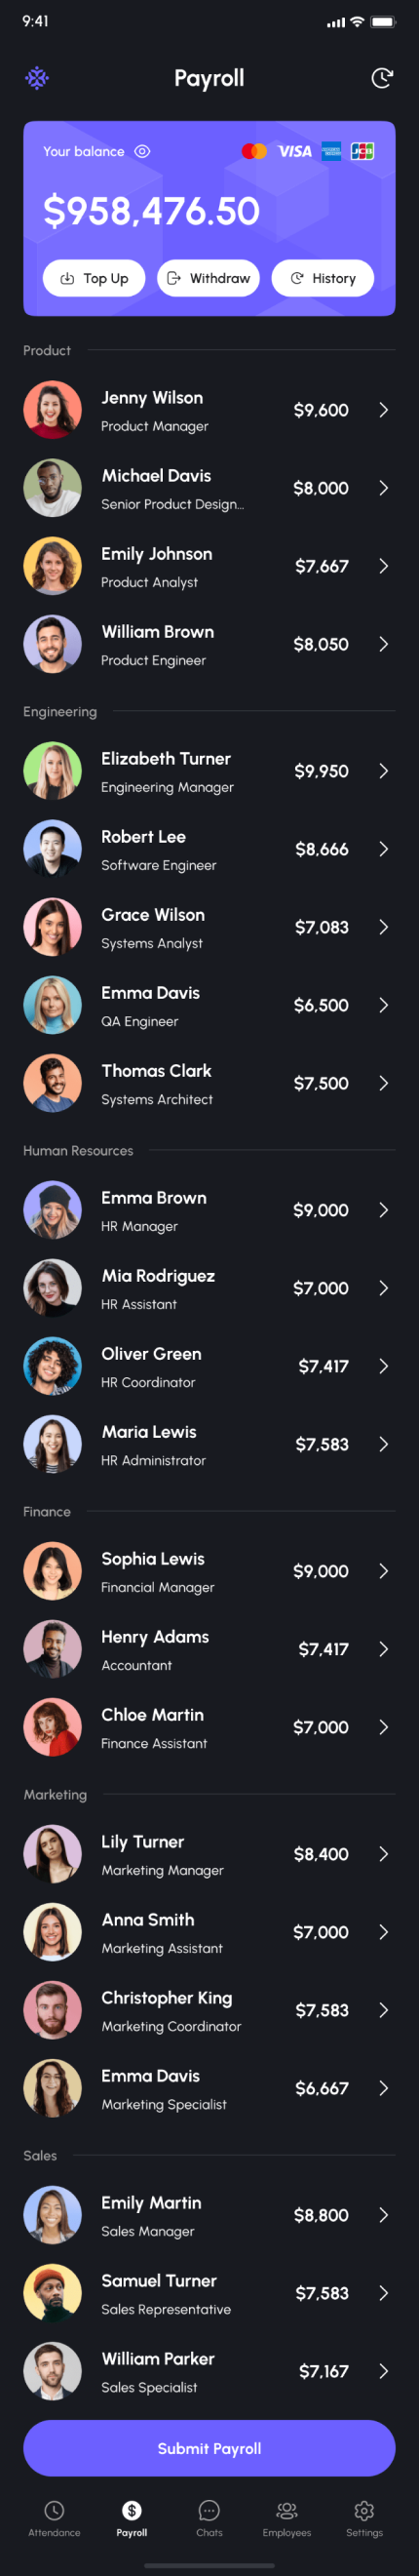 9:41
Payroll
Your balance
VISA
AMERICAN EXPRESS
JCB
$958,476.50
Top Up
Withdraw
History
Product
Jenny Wilson
Product Manager
$9,600
Michael Davis
Senior Product Design...
$8,000
Emily Johnson
Product Analyst
$7,667
William Brown
Product Engineer
$8,050
Engineering
Elizabeth Turner
Engineering Manager
$9,950
Robert Lee
Software Engineer
$8,666
Grace Wilson
Systems Analyst
$7,083
Emma Davis
QA Engineer
$6,500
Thomas Clark
Systems Architect
$7,500
Human Resources
Emma Brown
HR Manager
$9,000
Mia Rodriguez
HR Assistant
$7,000
Oliver Green
HR Coordinator
$7,417
Maria Lewis
HR Administrator
$7,583
Finance
Sophia Lewis
Financial Manager
$9,000
Henry Adams
Accountant
$7,417
Chloe Martin
Finance Assistant
$7,000
Marketing
Lily Turner
Marketing Manager
$8,400
Anna Smith
Marketing Assistant
$7,000
Christopher King
Marketing Coordinator
$7,583
Emma Davis
Marketing Specialist
$6,667
Sales
Emily Martin
Sales Manager
$8,800
Samuel Turner
Sales Representative
$7,583
William Parker
Sales Specialist
$7,167
Submit Payroll
Attendance
Payroll
Chats
Employees
Settings